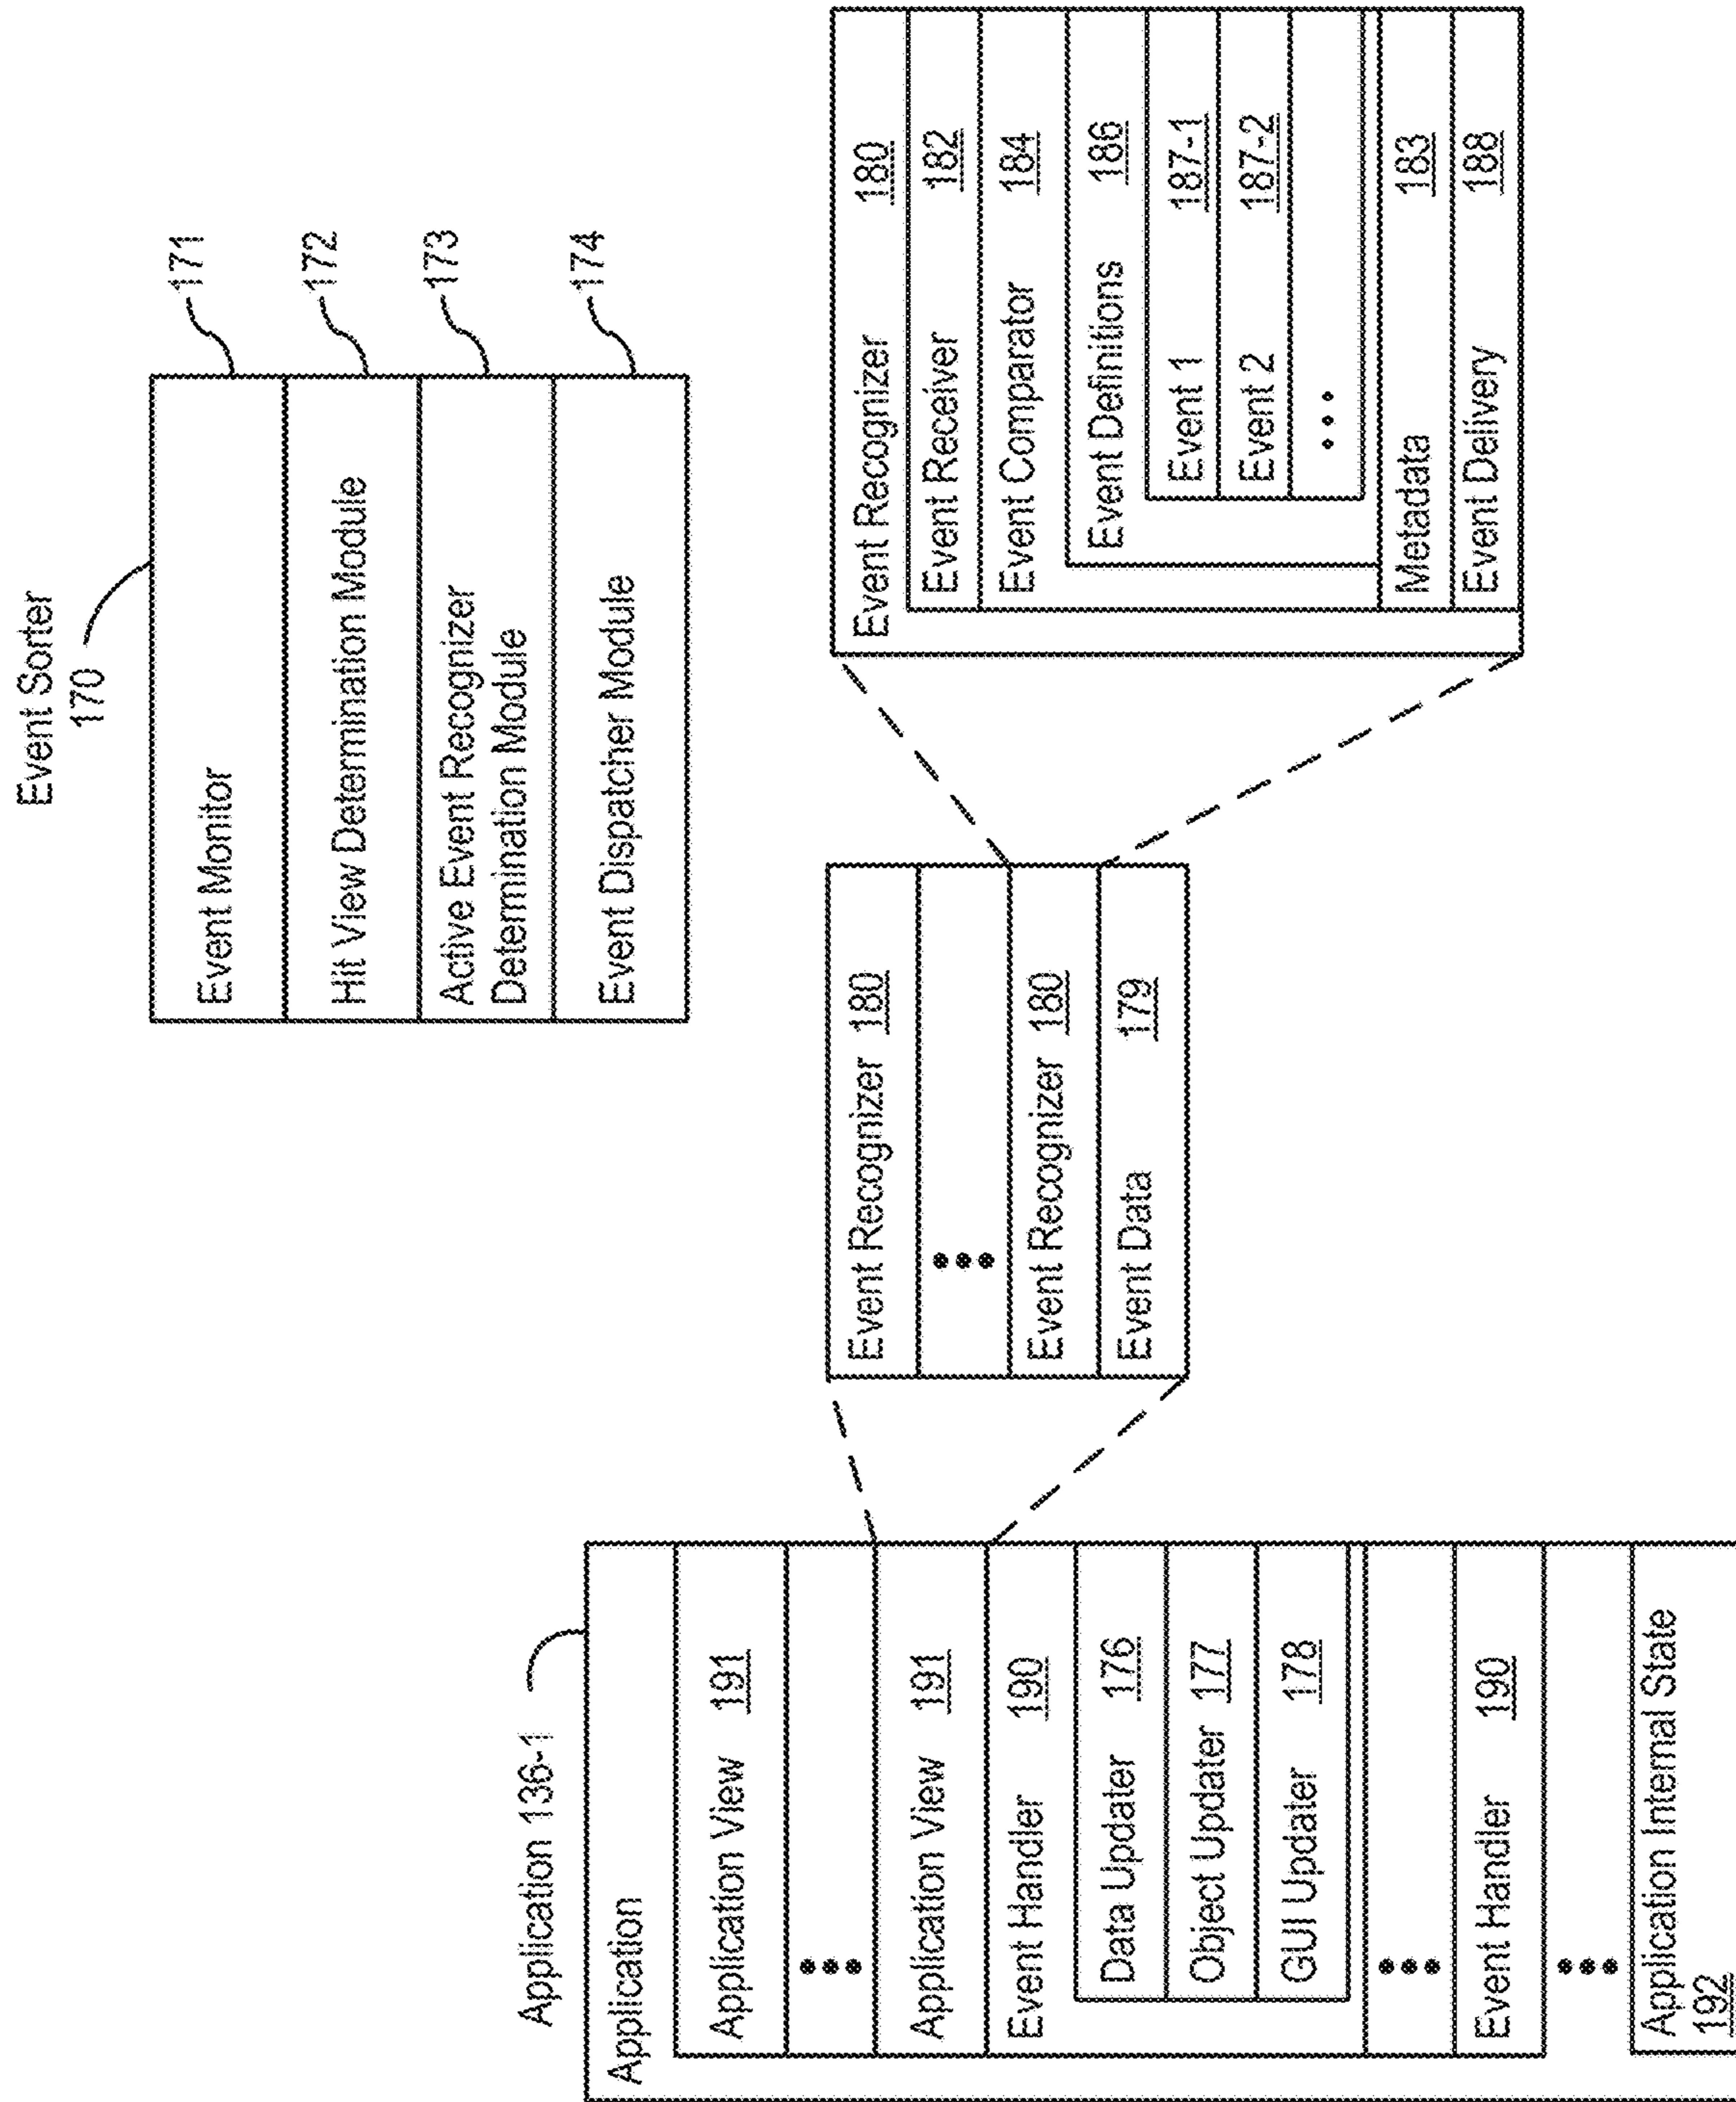 Event Sorter
170
Event Monitor
171
Hit View Determination Module
172
Active Event Recognizer
Determination Module
173
Event Dispatcher Module
174
Application 136-1
Application
Application View 191
•••
Application View 191
Event Handler 190
Data Updater 176
Object Updater 177
GUI Updater 178
•••
Event Handler 190
•••
Application Internal State
192
Event Recognizer 180
•••
Event Recognizer 180
Event Data 179
Event Recognizer 180
Event Receiver 182
Event Comparator 184
Event Definitions 186
Event 1 187-1
Event 2 187-2
•••
Metadata 183
Event Delivery 188